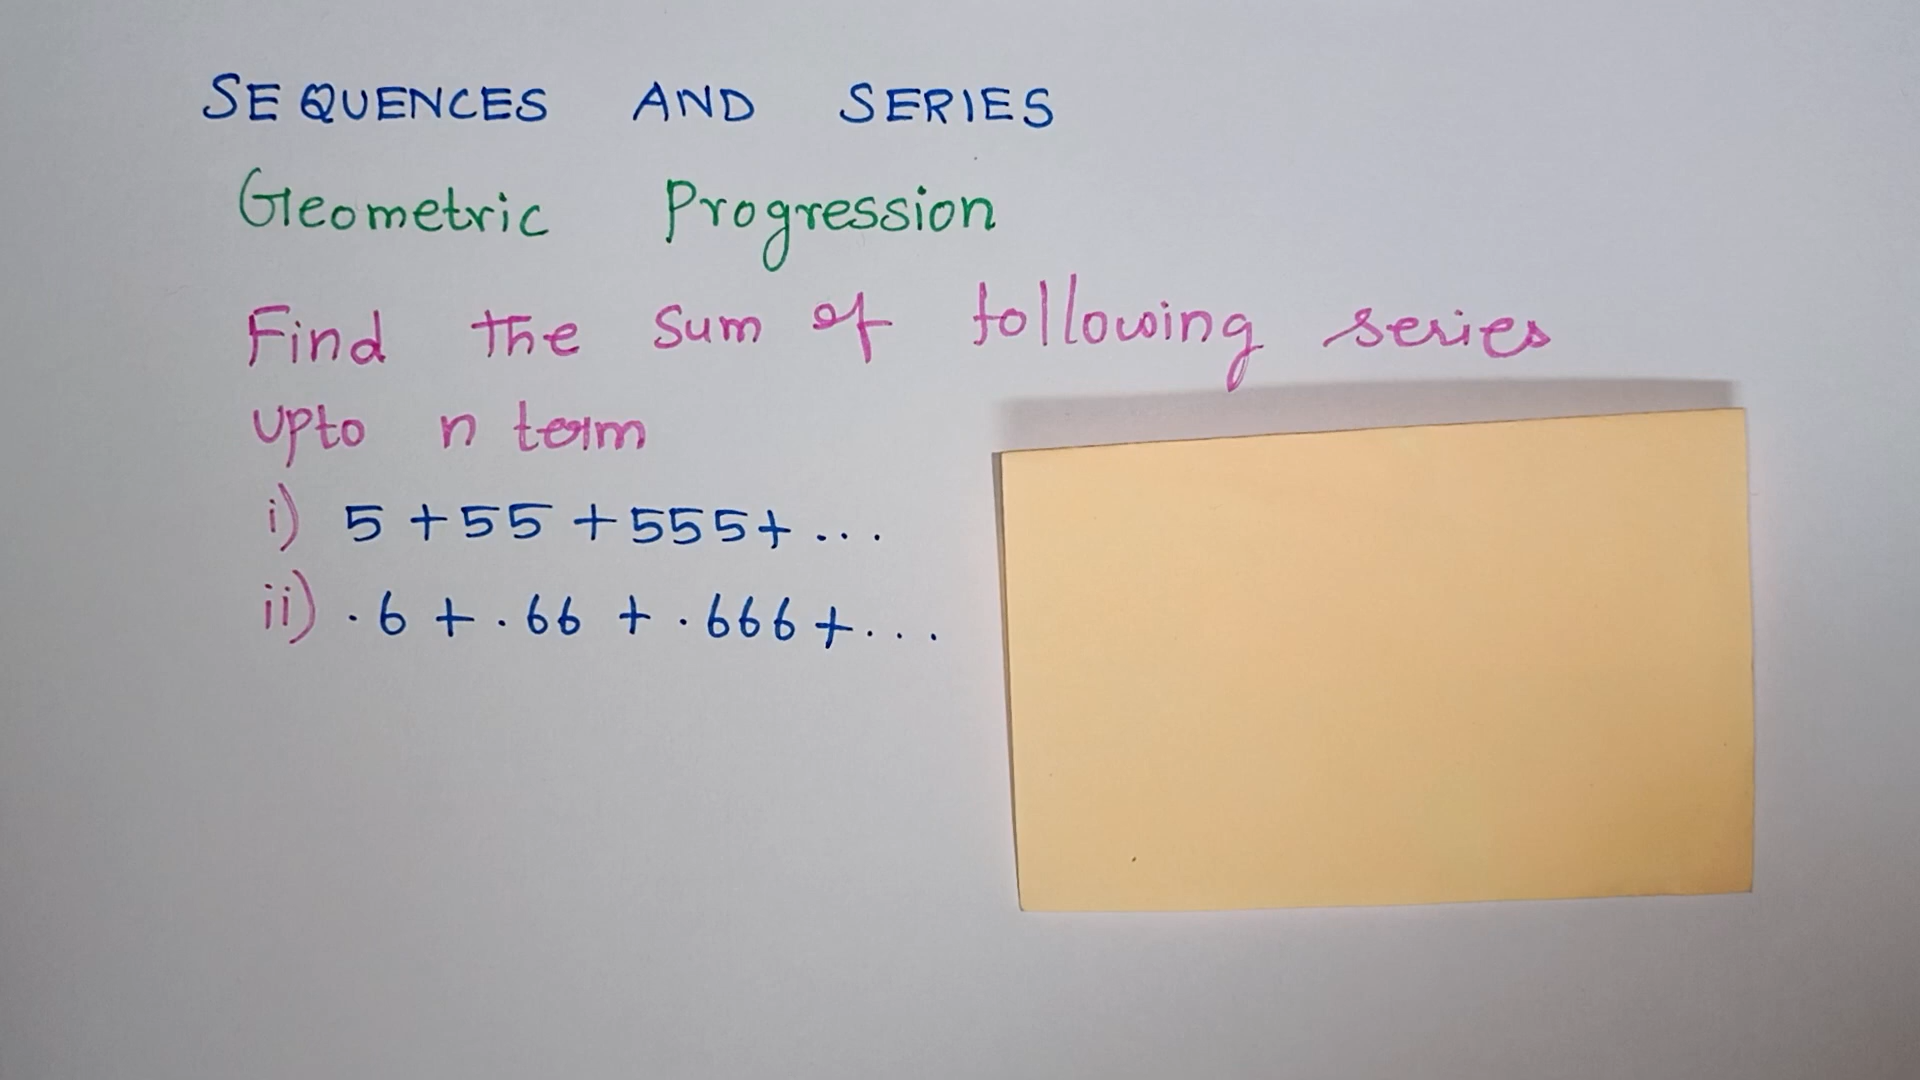 SEQUENCES AND SERIES
Geometric Progression
Find the sum of following series
upto n term
i) 5 + 55 + 555 + ...
ii) .6 + .66 + .666 + ...